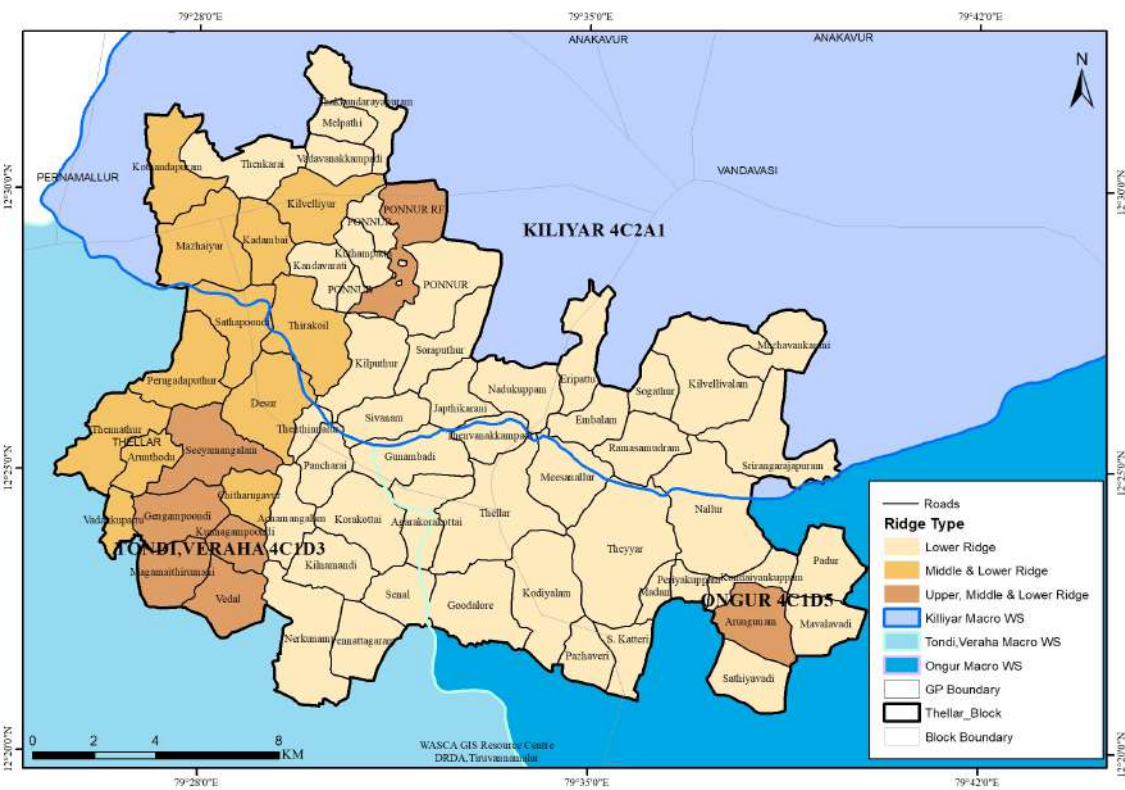 79°28'0"E
79°35'0"E
79°42'0"E
ANAKAVUR
ANAKAVUR
N
Melpathi
Vadavanakkampadi
Thenkarai
PERNAMALLUR
VANDAVASI
12°30'0"N
12°30'0"N
Kilvelliyur
PONNUR RF
PONNUR
KILIYAR 4C2A1
Mazhaiyur
Kadambai
Kandavarati
PONNUR
PONNUR
Sathapoondi
Thirakoil
Soraputhur
Kilputhur
Mazhavankarani
Peragadaputhur
Nadukuppam
Eripattu
Sogathur
Kilvellivalam
Desur
Japthikarani
Sivanam
Embalam
Thennathur
THELLAR
Arunthodu
Seeyamangalam
Ramasamudram
Gunambadi
Pancharai
Srirangarajapuram
12°25'0"N
12°25'0"N
Meesanallur
Chitharugavur
Gengampoondi
Korakottai
Agarakorakottai
Thellar
Nallur
TONDI,VERAHA 4C1D3
Theyyar
Kilnamandi
Padur
Vedal
Senal
Goodalore
Kodiyalam
Madam
ONGUR 4C1D5
Arungunam
Mavalavadi
Nerkunam
Pennattagaram
S. Katteri
Pazhaveri
Sathiyavadi
Roads
Ridge Type
Lower Ridge
Middle & Lower Ridge
Upper, Middle & Lower Ridge
Killiyar Macro WS
Tondi,Veraha Macro WS
Ongur Macro WS
GP Boundary
Thellar_Block
Block Boundary
0 2 4 8
KM
WASCA GIS Resource Centre
DRDA,Tiruvannamalai
12°20'0"N
12°20'0"N
79°28'0"E
79°35'0"E
79°42'0"E